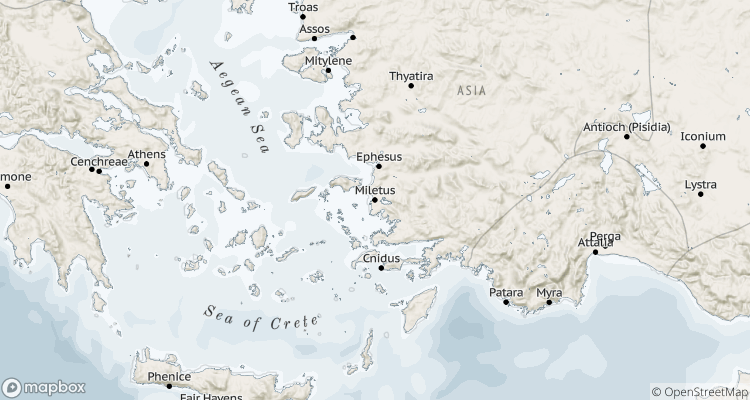 Troas
Assos
Mitylene
Thyatira
ASIA
Aegean Sea
Antioch (Pisidia)
Iconium
Athens
Cenchreae
Ephesus
mone
Miletus
Lystra
Perga
Attalia
Cnidus
Patara
Myra
Sea of Crete
Phenice
Fair Havens
mapbox
© OpenStreetMap